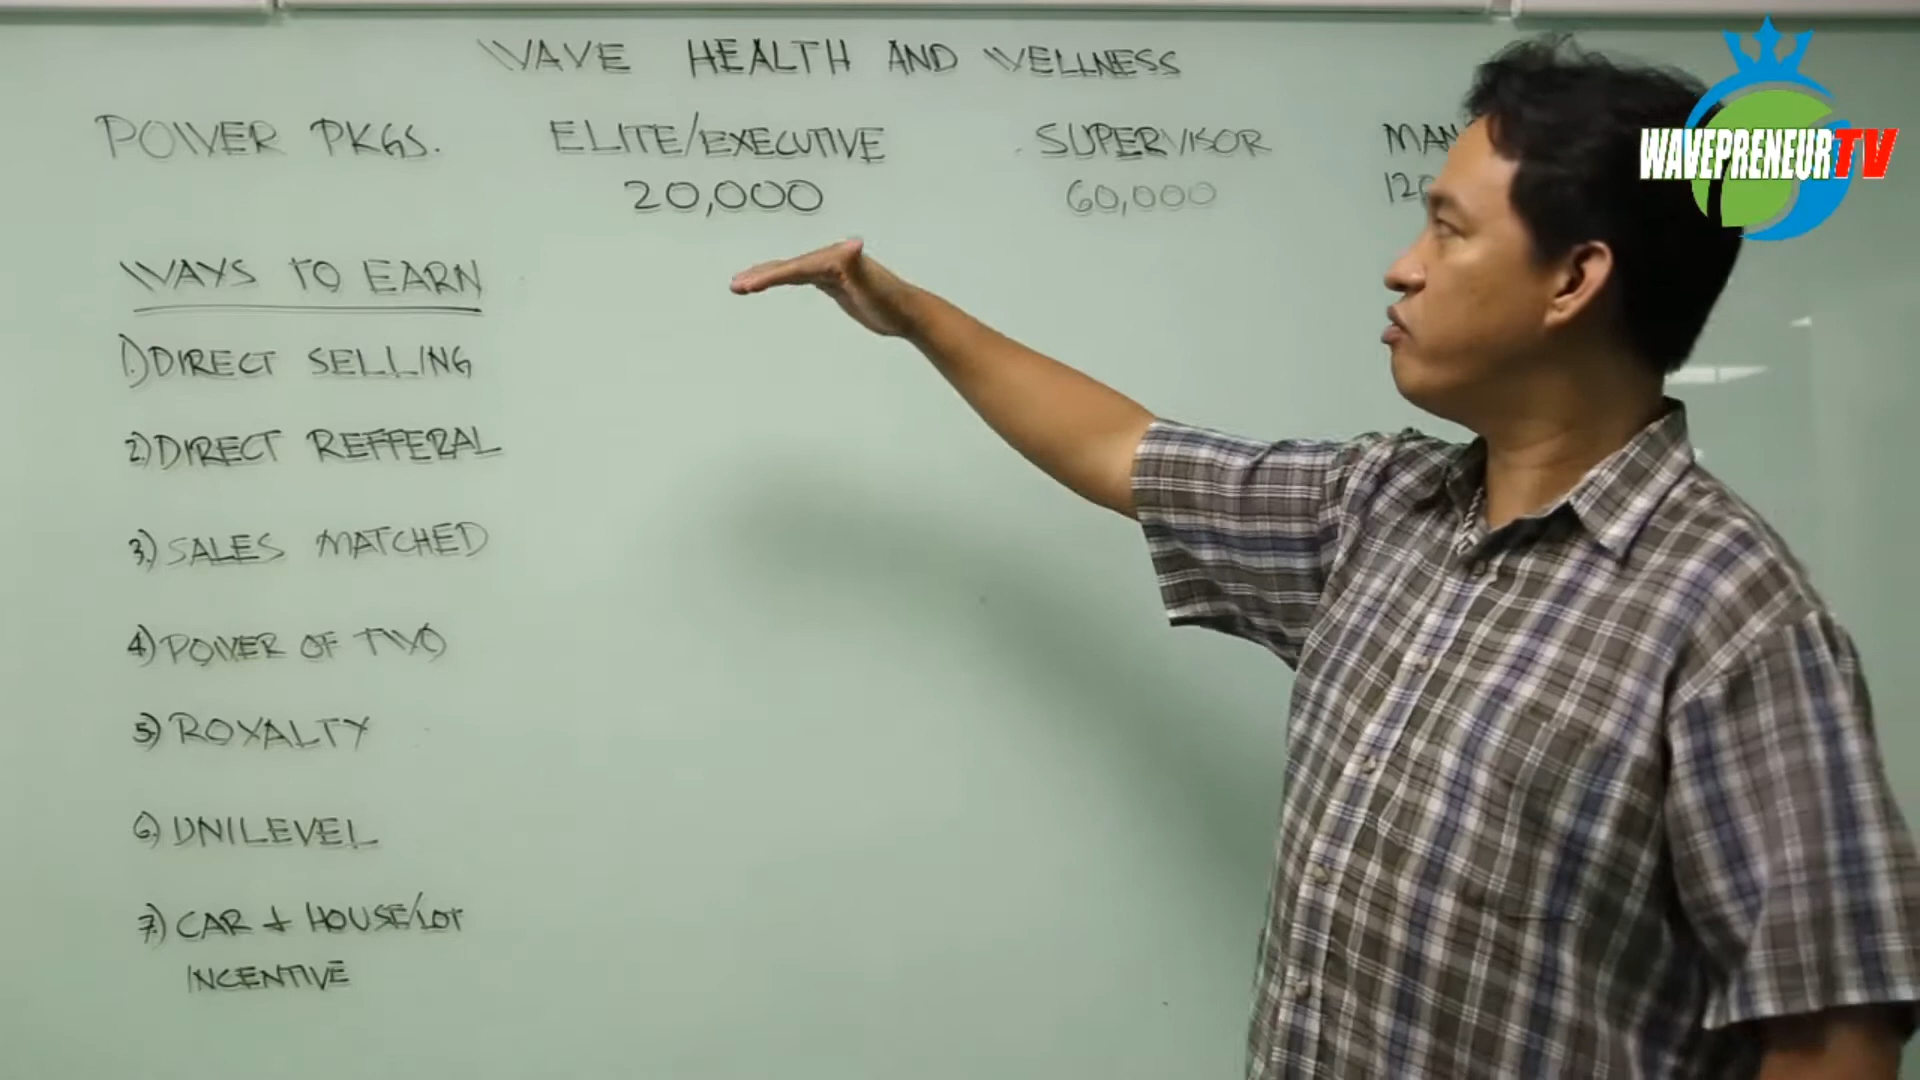 WAVE HEALTH AND WELLNESS
POWER PKGS. ELITE/EXECUTIVE SUPERVISOR MAN
20,000 60,000 120
WAYS TO EARN
1.) DIRECT SELLING
2.) DIRECT REFFERAL
3.) SALES MATCHED
4.) POWER OF TWO
5.) ROYALTY
6.) UNILEVEL
7.) CAR + HOUSE/LOT
INCENTIVE
WAVEPRENEUR TV